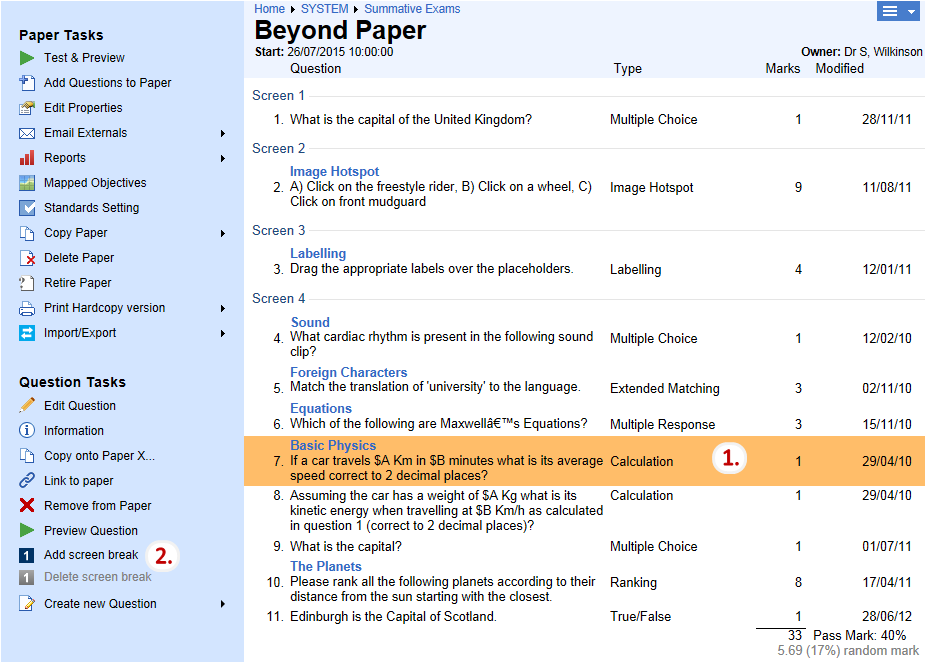 Paper Tasks
Test & Preview
Add Questions to Paper
Edit Properties
Email Externals
Reports
Mapped Objectives
Standards Setting
Copy Paper
Delete Paper
Retire Paper
Print Hardcopy version
Import/Export
Question Tasks
Edit Question
Information
Copy onto Paper X...
Link to paper
Remove from Paper
Preview Question
1 Add screen break 2.
1 Delete screen break
Create new Question
Home SYSTEM Summative Exams
Beyond Paper
Start: 26/07/2015 10:00:00 Owner: Dr S, Wilkinson
Question Type Marks Modified
Screen 1
1. What is the capital of the United Kingdom? Multiple Choice 1 28/11/11
Screen 2
Image Hotspot
2. A) Click on the freestyle rider, B) Click on a wheel, C) Image Hotspot 9 11/08/11
Click on front mudguard
Screen 3
Labelling
3. Drag the appropriate labels over the placeholders. Labelling 4 12/01/11
Screen 4
Sound
4. What cardiac rhythm is present in the following sound Multiple Choice 1 12/02/10
clip?
Foreign Characters
5. Match the translation of 'university' to the language. Extended Matching 3 02/11/10
Equations
6. Which of the following are Maxwellâ€™s Equations? Multiple Response 3 15/11/10
Basic Physics
7. If a car travels $A Km in $B minutes what is its average Calculation 1. 1 29/04/10
speed correct to 2 decimal places?
8. Assuming the car has a weight of $A Kg what is its Calculation 1 29/04/10
kinetic energy when travelling at $B Km/h as calculated
in question 1 (correct to 2 decimal places)?
9. What is the capital? Multiple Choice 1 01/07/11
The Planets
10. Please rank all the following planets according to their Ranking 8 17/04/11
distance from the sun starting with the closest.
11. Edinburgh is the Capital of Scotland. True/False 1 28/06/12
33 Pass Mark: 40%
5.69 (17%) random mark